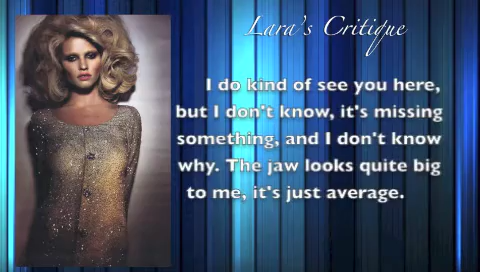 Lara's Critique
I do kind of see you here,
but I don't know, it's missing
something, and I don't know
why. The jaw looks quite big
to me, it's just average.